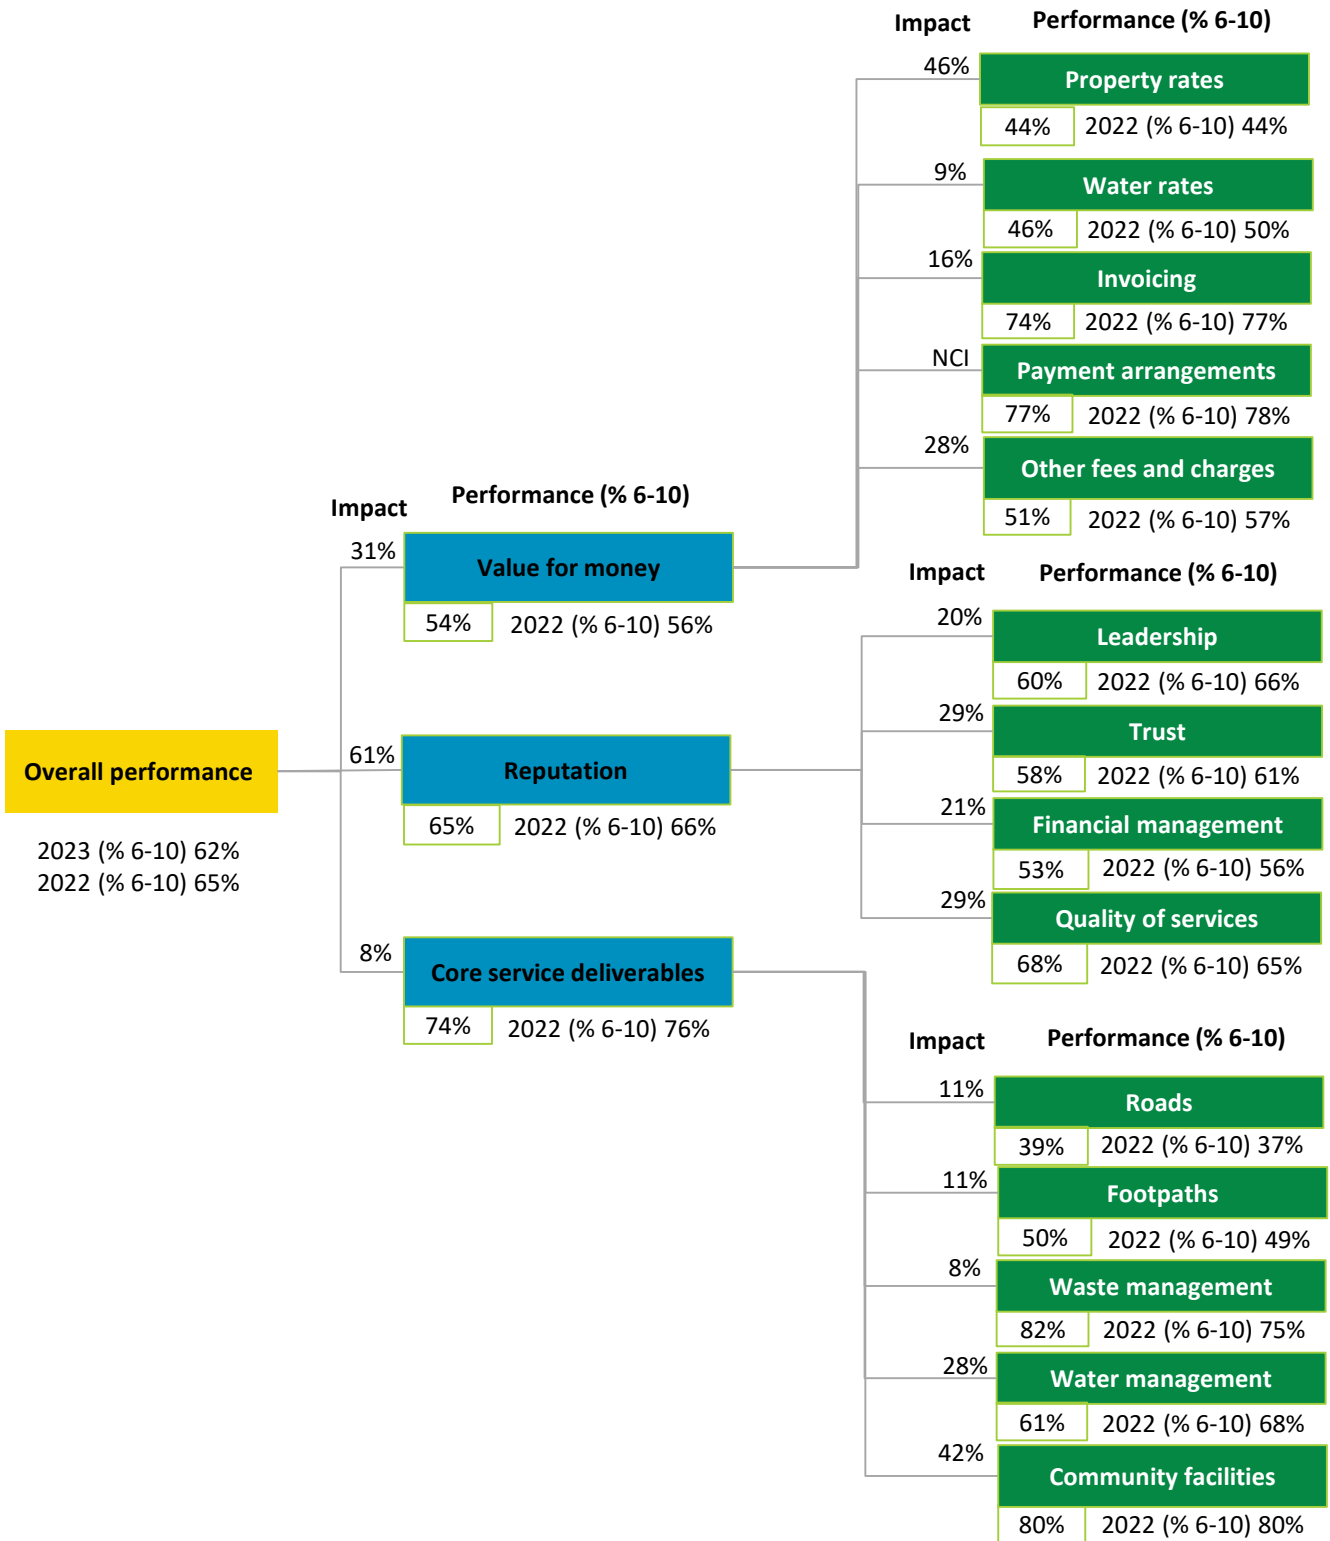 Overall performance
2023 (% 6-10) 62%
2022 (% 6-10) 65%
Impact
Performance (% 6-10)
31%
Value for money
54%
2022 (% 6-10) 56%
61%
Reputation
65%
2022 (% 6-10) 66%
8%
Core service deliverables
74%
2022 (% 6-10) 76%
Impact
Performance (% 6-10)
46%
Property rates
44%
2022 (% 6-10) 44%
9%
Water rates
46%
2022 (% 6-10) 50%
16%
Invoicing
74%
2022 (% 6-10) 77%
NCI
Payment arrangements
77%
2022 (% 6-10) 78%
28%
Other fees and charges
51%
2022 (% 6-10) 57%
Impact
Performance (% 6-10)
20%
Leadership
60%
2022 (% 6-10) 66%
29%
Trust
58%
2022 (% 6-10) 61%
21%
Financial management
53%
2022 (% 6-10) 56%
29%
Quality of services
68%
2022 (% 6-10) 65%
Impact
Performance (% 6-10)
11%
Roads
39%
2022 (% 6-10) 37%
11%
Footpaths
50%
2022 (% 6-10) 49%
8%
Waste management
82%
2022 (% 6-10) 75%
28%
Water management
61%
2022 (% 6-10) 68%
42%
Community facilities
80%
2022 (% 6-10) 80%